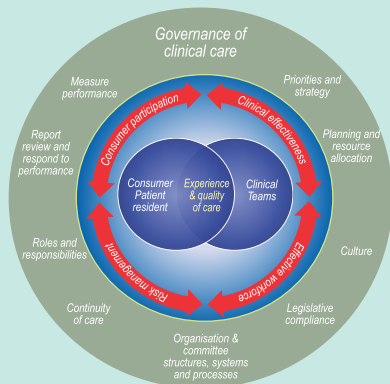 Governance of
clinical care
Measure
performance
Priorities and
strategy
Consumer participation
Clinical effectiveness
Report
review and
respond to
performance
Planning and
resource
allocation
Consumer
Patient
resident
Experience
& quality
of care
Clinical
Teams
Roles and
responsibilities
Culture
Risk management
Effective workforce
Continuity
of care
Legislative
compliance
Organisation &
committee
structures, systems
and processes